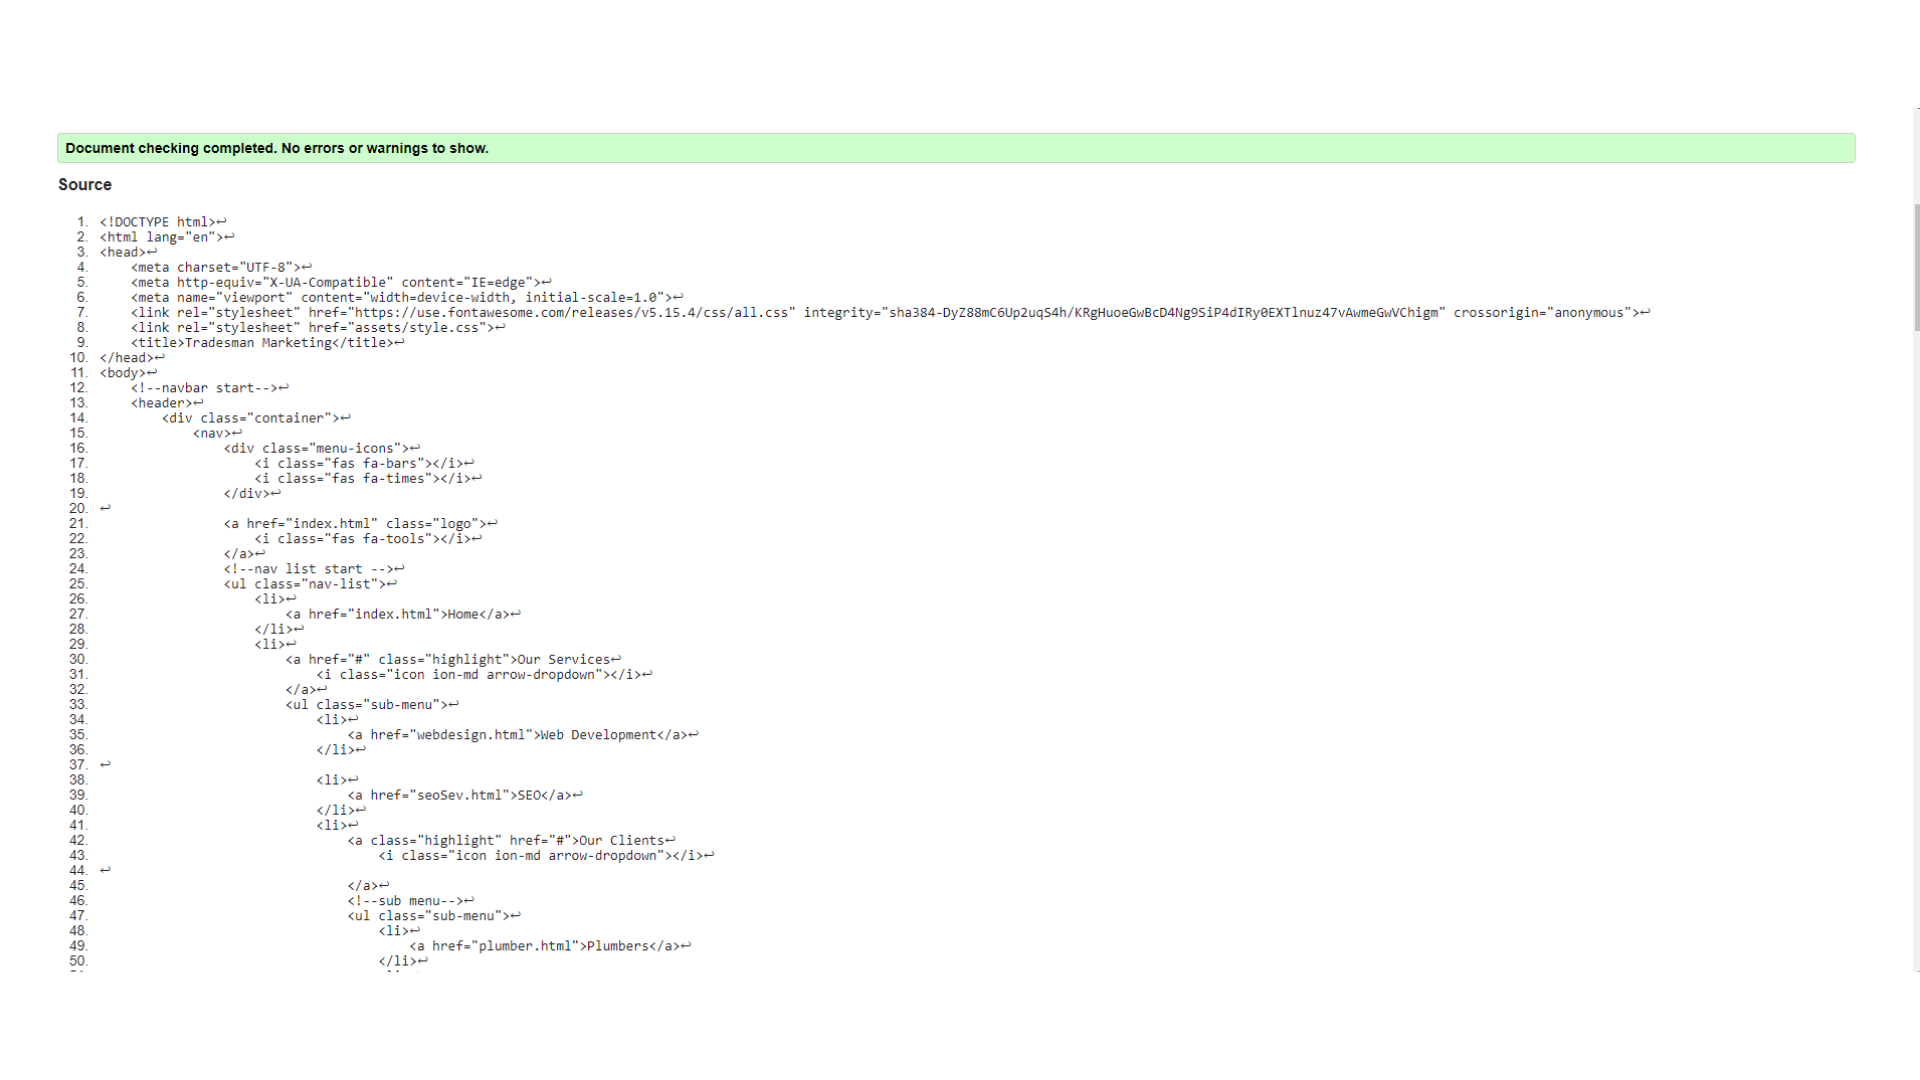 Document checking completed. No errors or warnings to show.
Source
1. <!DOCTYPE html>↩
2. <html lang="en">↩
3. <head>↩
4.     <meta charset="UTF-8">↩
5.     <meta http-equiv="X-UA-Compatible" content="IE=edge">↩
6.     <meta name="viewport" content="width=device-width, initial-scale=1.0">↩
7.     <link rel="stylesheet" href="https://use.fontawesome.com/releases/v5.15.4/css/all.css" integrity="sha384-DyZ88mC6Up2uqS4h/KRgHuoeGwBcD4Ng9SiP4dIRy0EXTlnuz47vAwmeGwVChigm" crossorigin="anonymous">↩
8.     <link rel="stylesheet" href="assets/style.css">↩
9.     <title>Tradesman Marketing</title>↩
10. </head>↩
11. <body>↩
12.     <!--navbar start-->↩
13.     <header>↩
14.         <div class="container">↩
15.             <nav>↩
16.                 <div class="menu-icons">↩
17.                     <i class="fas fa-bars"></i>↩
18.                     <i class="fas fa-times"></i>↩
19.                 </div>↩
20. ↩
21.                 <a href="index.html" class="logo">↩
22.                     <i class="fas fa-tools"></i>↩
23.                 </a>↩
24.                 <!--nav list start -->↩
25.                 <ul class="nav-list">↩
26.                     <li>↩
27.                         <a href="index.html">Home</a>↩
28.                     </li>↩
29.                     <li>↩
30.                         <a href="#" class="highlight">Our Services↩
31.                             <i class="icon ion-md arrow-dropdown"></i>↩
32.                         </a>↩
33.                         <ul class="sub-menu">↩
34.                             <li>↩
35.                                 <a href="webdesign.html">Web Development</a>↩
36.                             </li>↩
37. ↩
38.                             <li>↩
39.                                 <a href="seoSev.html">SEO</a>↩
40.                             </li>↩
41.                             <li>↩
42.                                 <a class="highlight" href="#">Our Clients↩
43.                                     <i class="icon ion-md arrow-dropdown"></i>↩
44. ↩
45.                                 </a>↩
46.                                 <!--sub menu-->↩
47.                                 <ul class="sub-menu">↩
48.                                     <li>↩
49.                                         <a href="plumber.html">Plumbers</a>↩
50.                                     </li>↩